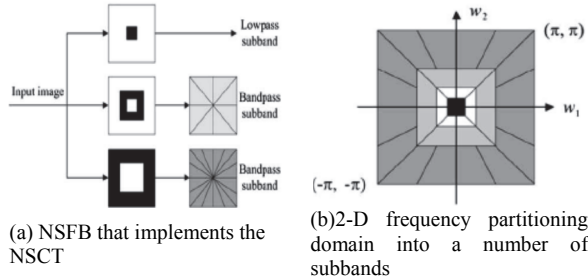 Lowpass
subband
Input image
Bandpass
subband
Bandpass
subband
(a) NSFB that implements the
NSCT
w₂
(π, π)
w₁
(-π, -π)
(b)2-D frequency partitioning
domain into a number of
subbands